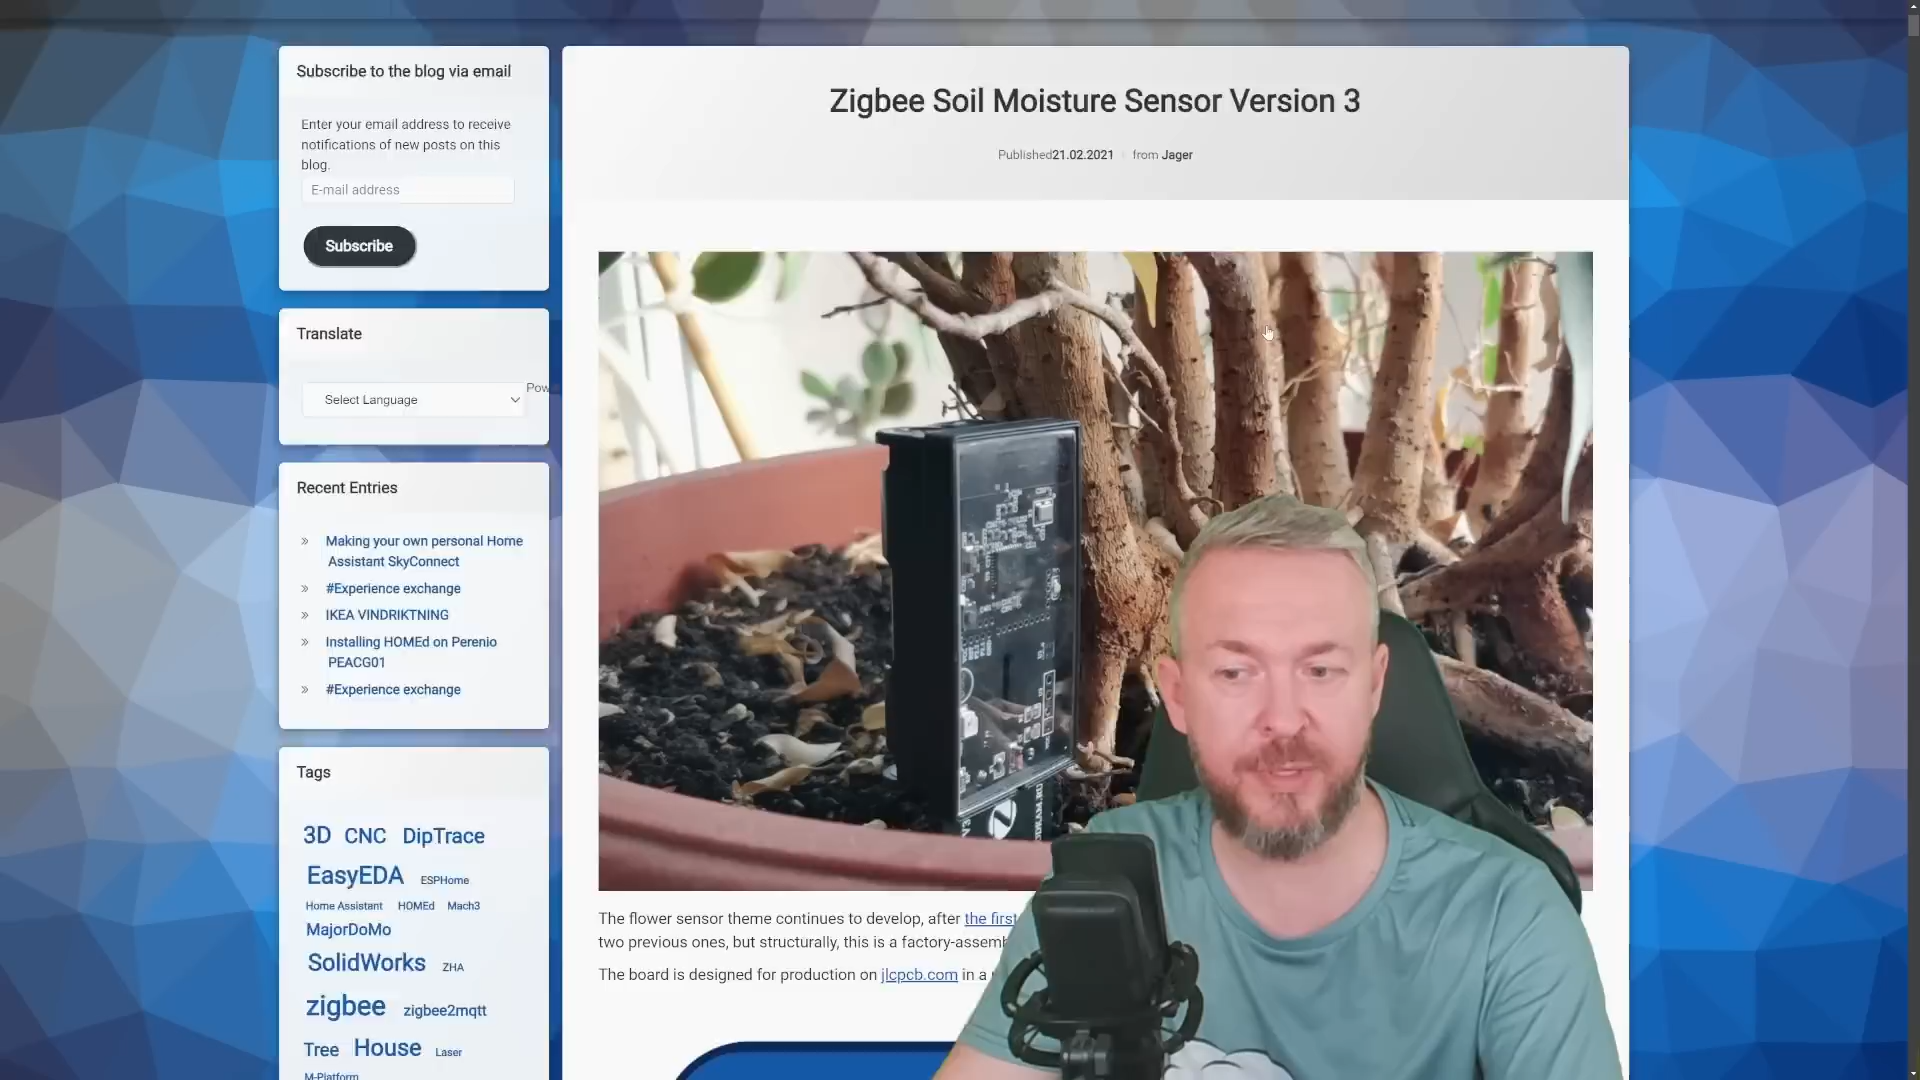 Subscribe to the blog via email
Enter your email address to receive
notifications of new posts on this
blog.
E-mail address
Subscribe
Translate
Select Language
Pow
Recent Entries
» Making your own personal Home
Assistant SkyConnect
» #Experience exchange
» IKEA VINDRIKTNING
» Installing HOMEd on Perenio
PEACG01
» #Experience exchange
Tags
3D CNC DipTrace
EasyEDA ESPHome
Home Assistant HOMEd Mach3
MajorDoMo
SolidWorks ZHA
zigbee zigbee2mqtt
Tree House Laser
M-Platform
Zigbee Soil Moisture Sensor Version 3
Published21.02.2021 from Jager
The flower sensor theme continues to develop, after the first
two previous ones, but structurally, this is a factory-assemb
The board is designed for production on jlcpcb.com in a